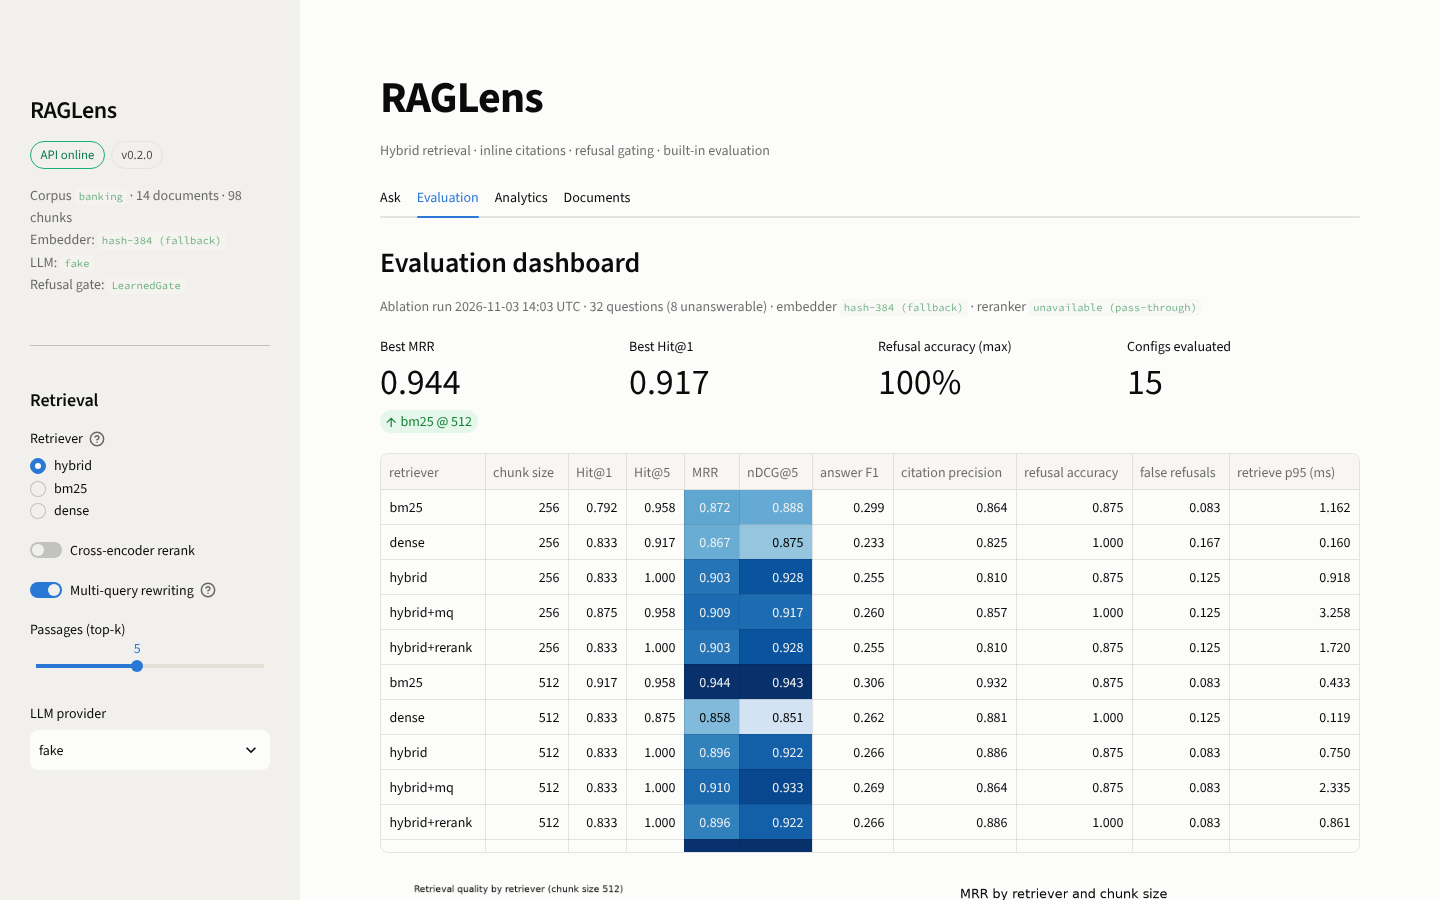 RAGLens
API online v0.2.0
Corpus banking · 14 documents · 98
chunks
Embedder: hash-384 (fallback)
LLM: fake
Refusal gate: LearnedGate
Retrieval
Retriever
hybrid
bm25
dense
Cross-encoder rerank
Multi-query rewriting
Passages (top-k)
5
LLM provider
fake
RAGLens
Hybrid retrieval · inline citations · refusal gating · built-in evaluation
Ask Evaluation Analytics Documents
Evaluation dashboard
Ablation run 2026-11-03 14:03 UTC · 32 questions (8 unanswerable) · embedder hash-384 (fallback) · reranker unavailable (pass-through)
Best MRR Best Hit@1 Refusal accuracy (max) Configs evaluated
0.944 0.917 100% 15
↑ bm25 @ 512
retriever chunk size Hit@1 Hit@5 MRR nDCG@5 answer F1 citation precision refusal accuracy false refusals retrieve p95 (ms)
bm25 256 0.792 0.958 0.872 0.888 0.299 0.864 0.875 0.083 1.162
dense 256 0.833 0.917 0.867 0.875 0.233 0.825 1.000 0.167 0.160
hybrid 256 0.833 1.000 0.903 0.928 0.255 0.810 0.875 0.125 0.918
hybrid+mq 256 0.875 0.958 0.909 0.917 0.260 0.857 1.000 0.125 3.258
hybrid+rerank 256 0.833 1.000 0.903 0.928 0.255 0.810 0.875 0.125 1.720
bm25 512 0.917 0.958 0.944 0.943 0.306 0.932 0.875 0.083 0.433
dense 512 0.833 0.875 0.858 0.851 0.262 0.881 1.000 0.125 0.119
hybrid 512 0.833 1.000 0.896 0.922 0.266 0.886 0.875 0.083 0.750
hybrid+mq 512 0.833 1.000 0.910 0.933 0.269 0.864 0.875 0.083 2.335
hybrid+rerank 512 0.833 1.000 0.896 0.922 0.266 0.886 1.000 0.083 0.861
Retrieval quality by retriever (chunk size 512)
MRR by retriever and chunk size